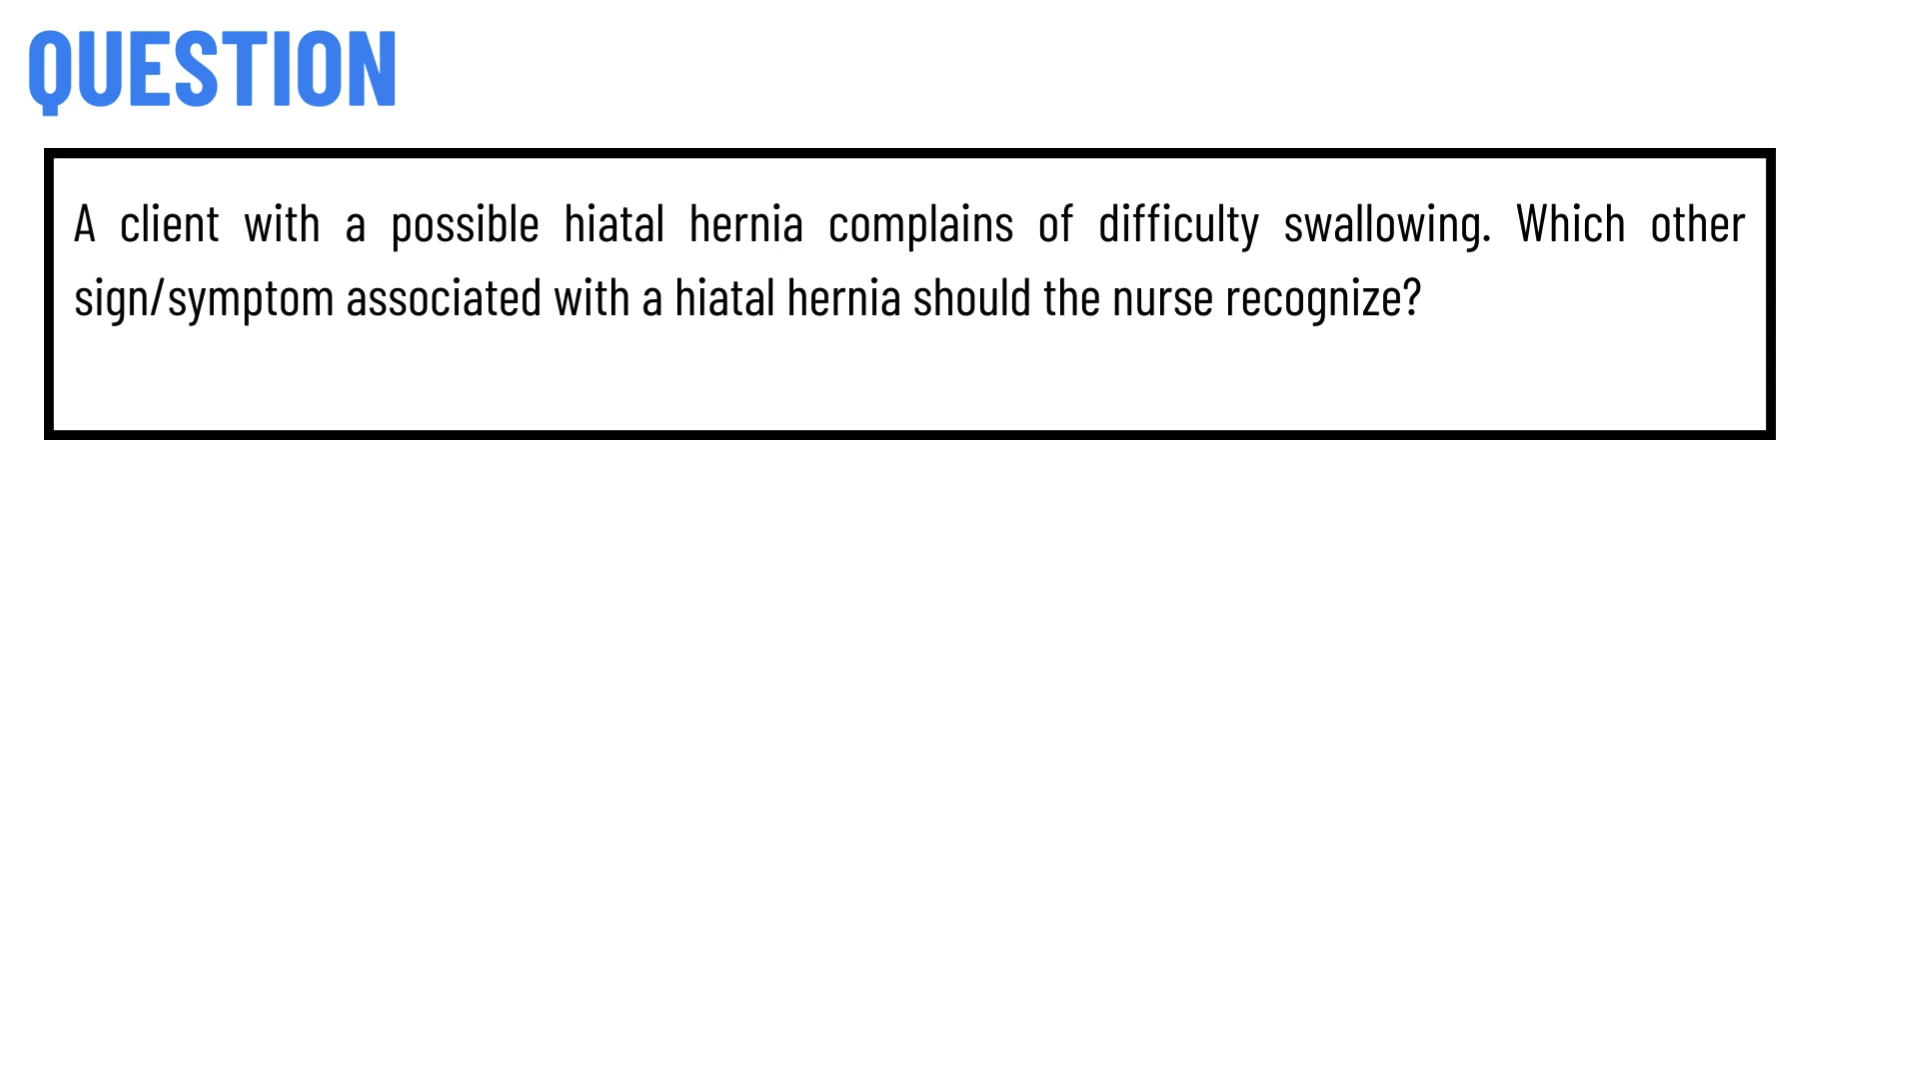 QUESTION
A client with a possible hiatal hernia complains of difficulty swallowing. Which other
sign/symptom associated with a hiatal hernia should the nurse recognize?